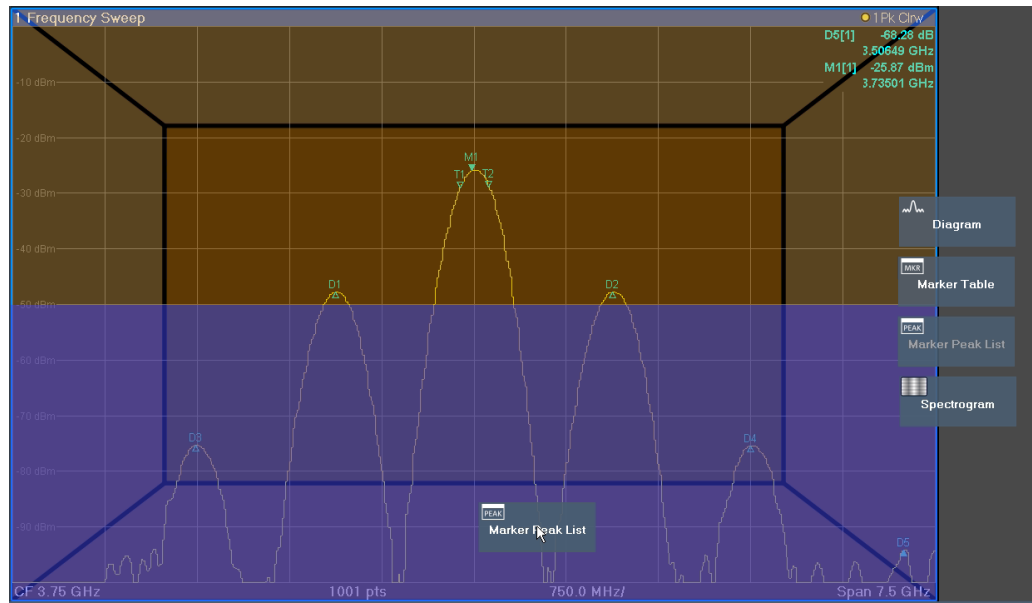 1 Frequency Sweep
1Pk Clrw
D5[1] -68.28 dB
3.50649 GHz
M1[1] -25.87 dBm
3.73501 GHz
-10 dBm
-20 dBm
-30 dBm
-40 dBm
-50 dBm
-60 dBm
-70 dBm
-80 dBm
-90 dBm
M1
T1
T2
D1
D2
D3
D4
D5
Diagram
MKR
Marker Table
PEAK
Marker Peak List
Spectrogram
PEAK
Marker Peak List
CF 3.75 GHz
1001 pts
750.0 MHz/
Span 7.5 GHz